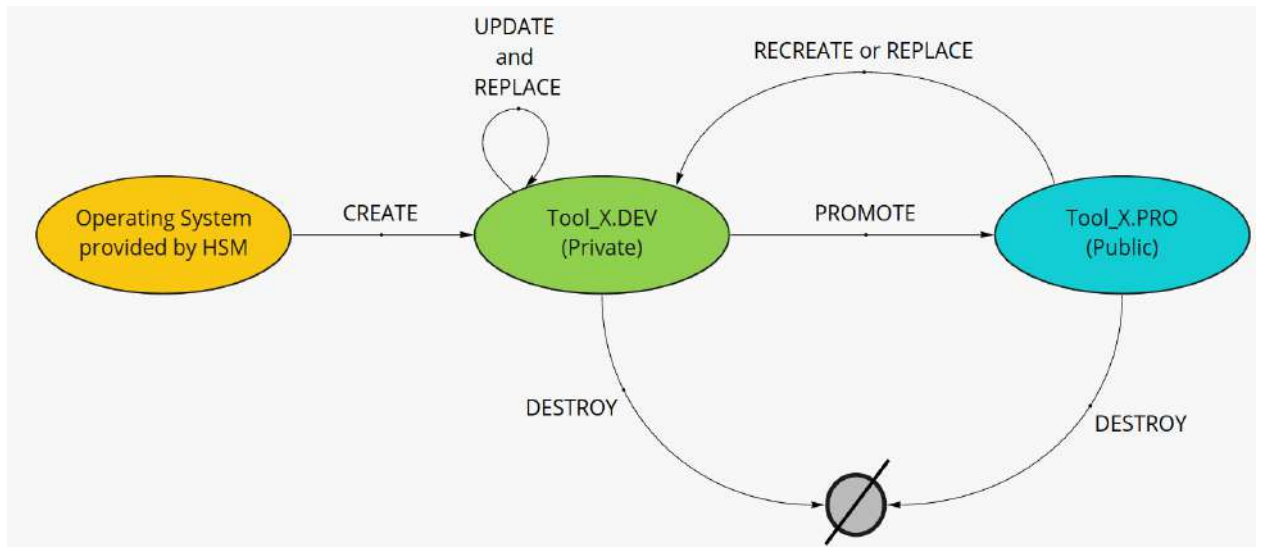 UPDATE
and
REPLACE
RECREATE or REPLACE
Operating System
provided by HSM
CREATE
Tool_X.DEV
(Private)
PROMOTE
Tool_X.PRO
(Public)
DESTROY
DESTROY